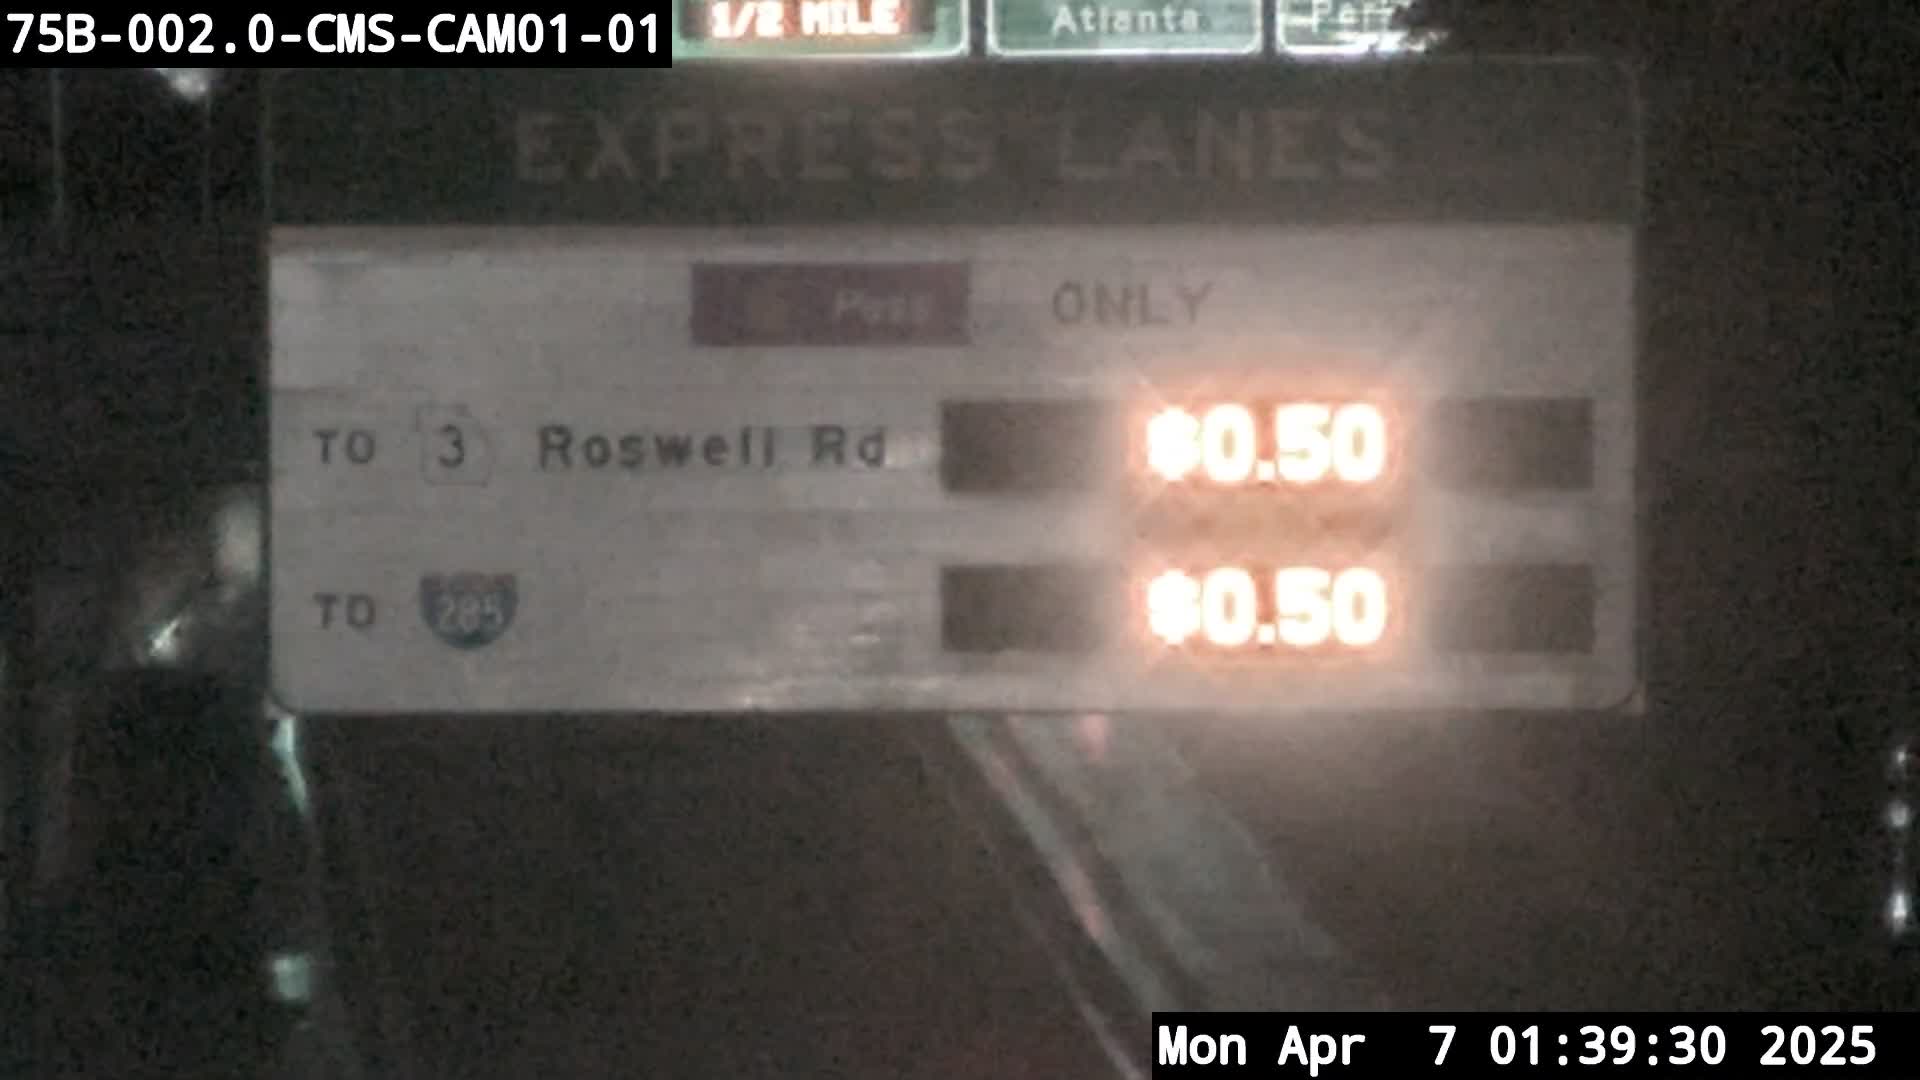 75B-002.0-CMS-CAM01-01
1/2 MILE
Atlanta
EXPRESS LANES
Pass ONLY
TO 3 Roswell Rd $0.50
TO 285 $0.50
Mon Apr 7 01:39:30 2025